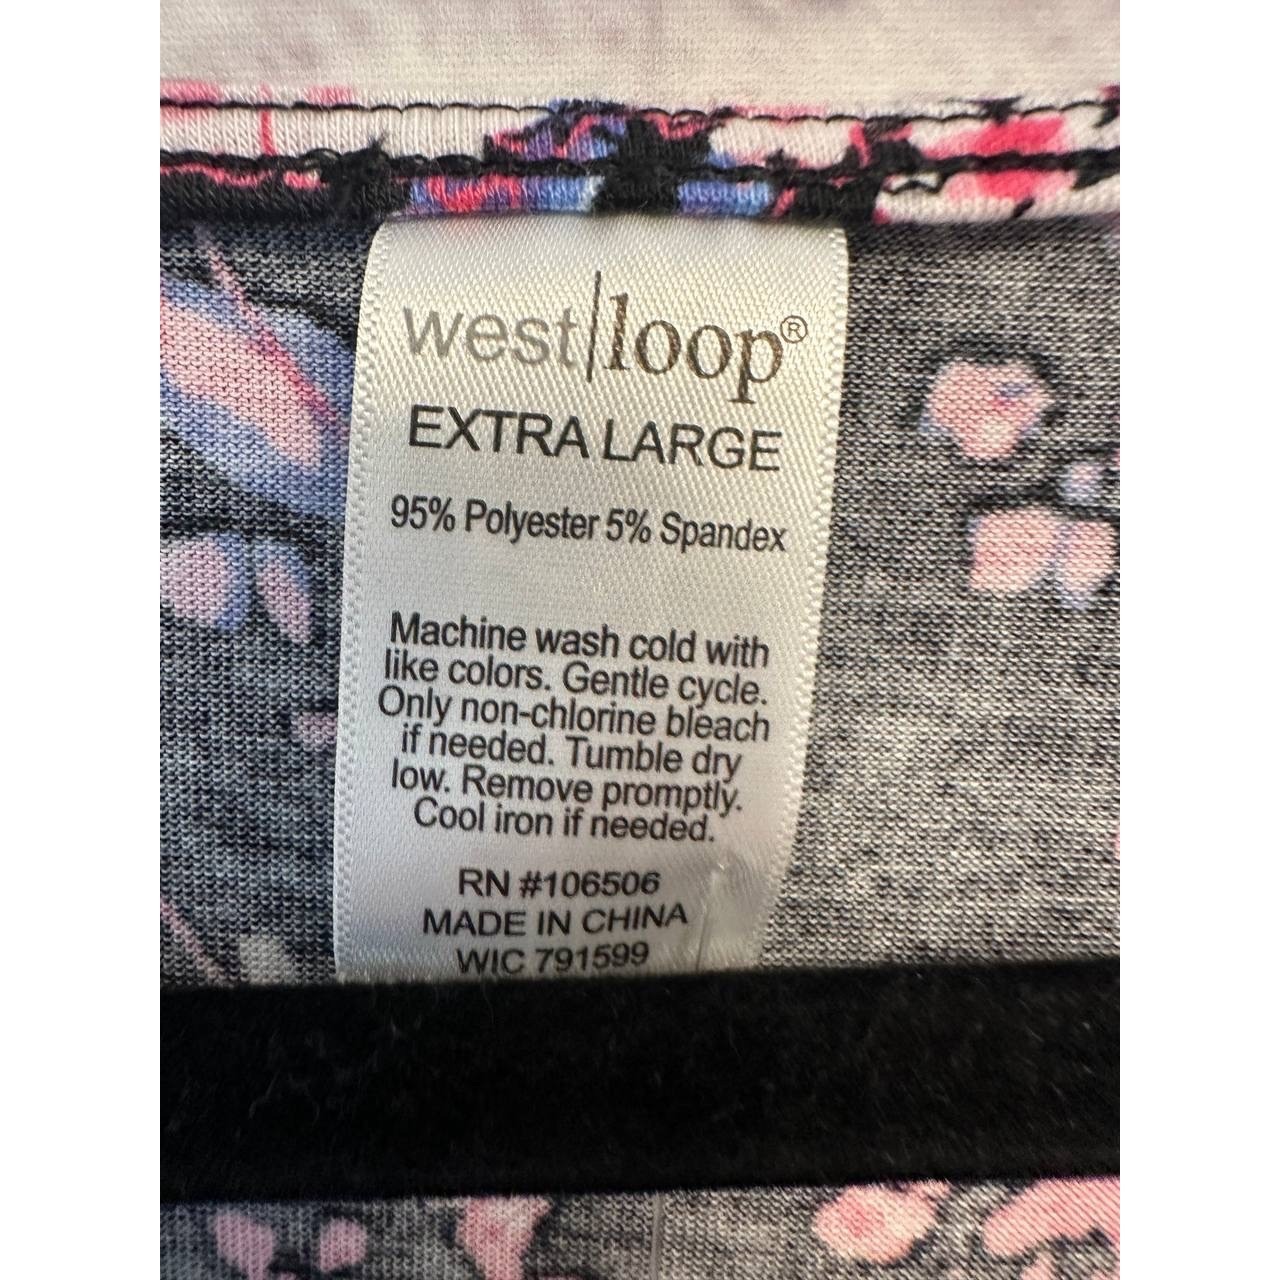 west|loop®
EXTRA LARGE
95% Polyester 5% Spandex
Machine wash cold with
like colors. Gentle cycle.
Only non-chlorine bleach
if needed. Tumble dry
low. Remove promptly.
Cool iron if needed.
RN #106506
MADE IN CHINA
WIC 791599